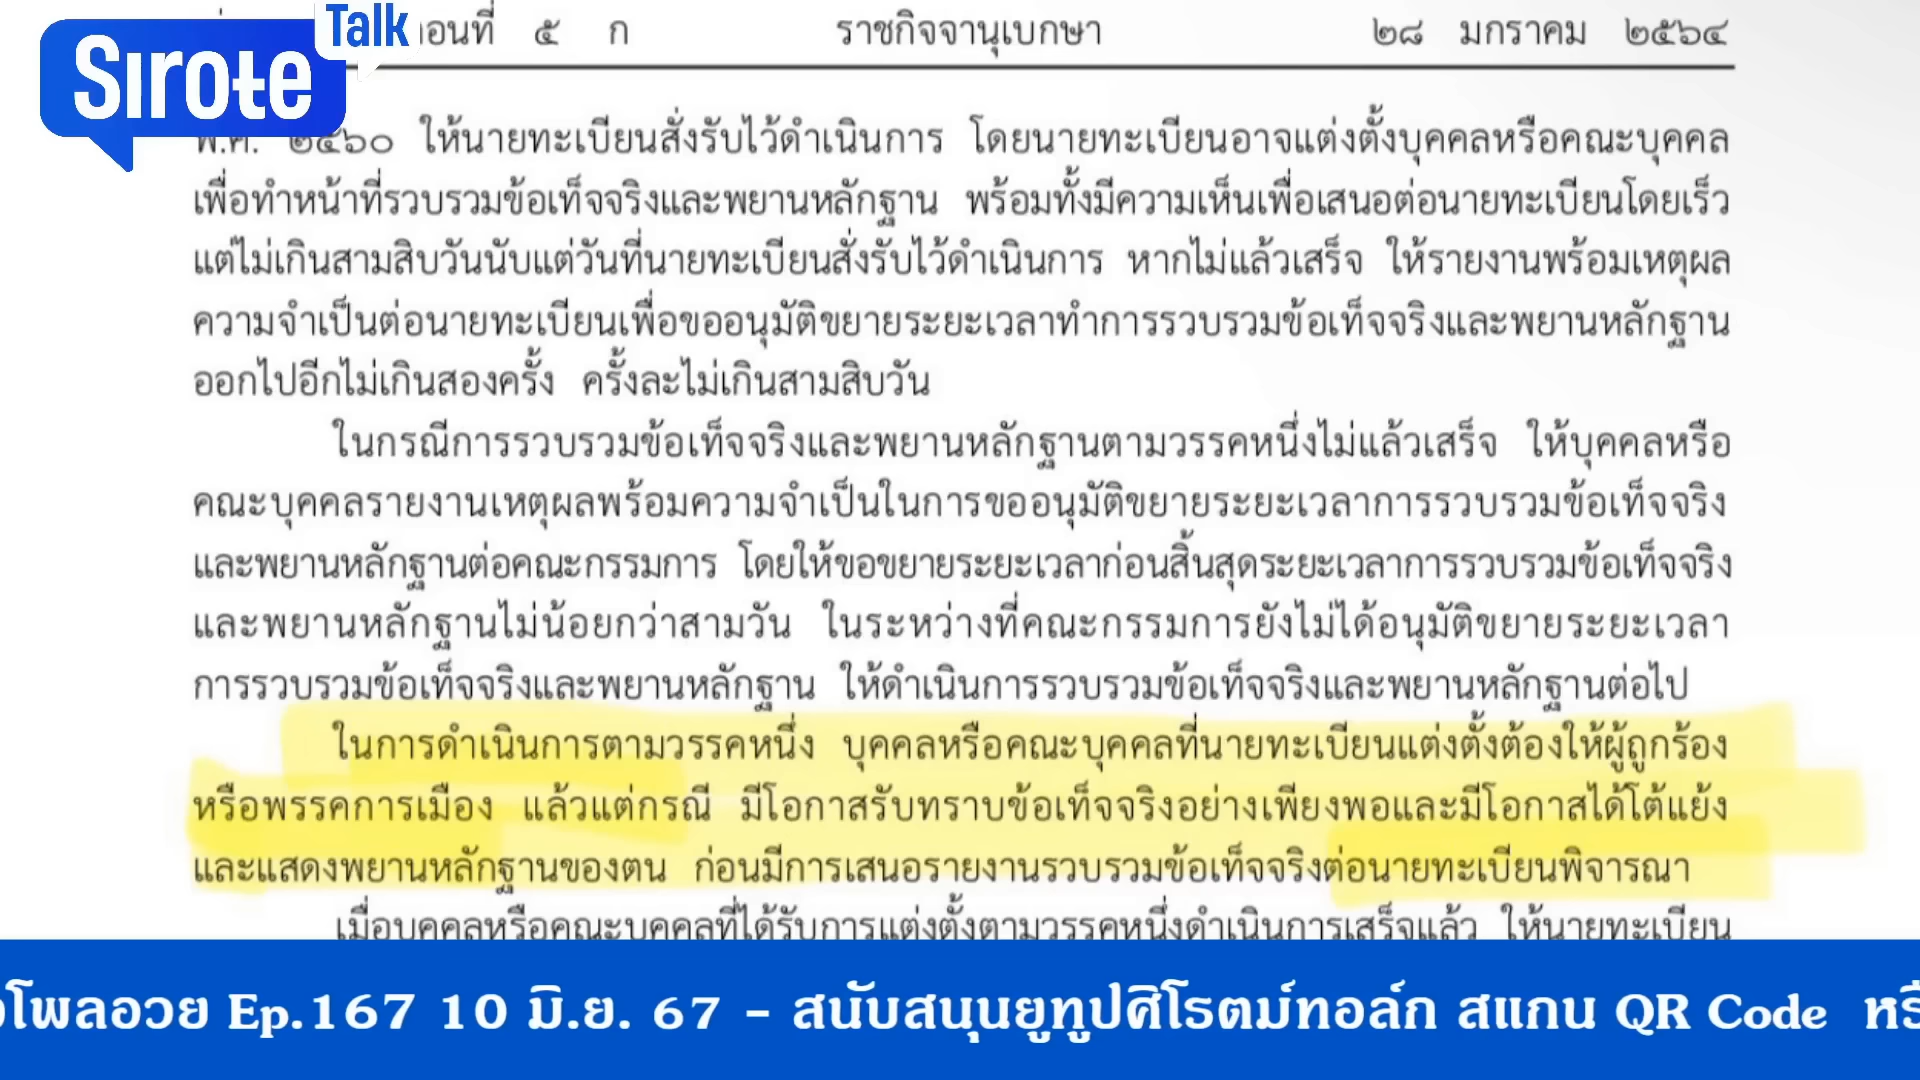 Sirote Talk
๕ ก ราชกิจจานุเบกษา ๒๘ มกราคม ๒๕๖๔
พ.ศ. ๒๕๖๐ ให้นายทะเบียนสั่งรับไว้ดำเนินการ โดยนายทะเบียนอาจแต่งตั้งบุคคลหรือคณะบุคคล
เพื่อทำหน้าที่รวบรวมข้อเท็จจริงและพยานหลักฐาน พร้อมทั้งมีความเห็นเพื่อเสนอต่อนายทะเบียนโดยเร็ว
แต่ไม่เกินสามสิบวันนับแต่วันที่นายทะเบียนสั่งรับไว้ดำเนินการ หากไม่แล้วเสร็จ ให้รายงานพร้อมเหตุผล
ความจำเป็นต่อนายทะเบียนเพื่อขออนุมัติขยายระยะเวลาทำการรวบรวมข้อเท็จจริงและพยานหลักฐาน
ออกไปอีกไม่เกินสองครั้ง ครั้งละไม่เกินสามสิบวัน
ในกรณีการรวบรวมข้อเท็จจริงและพยานหลักฐานตามวรรคหนึ่งไม่แล้วเสร็จ ให้บุคคลหรือ
คณะบุคคลรายงานเหตุผลพร้อมความจำเป็นในการขออนุมัติขยายระยะเวลาการรวบรวมข้อเท็จจริง
และพยานหลักฐานต่อคณะกรรมการ โดยให้ขอขยายระยะเวลาก่อนสิ้นสุดระยะเวลาการรวบรวมข้อเท็จจริง
และพยานหลักฐานไม่น้อยกว่าสามวัน ในระหว่างที่คณะกรรมการยังไม่ได้อนุมัติขยายระยะเวลา
การรวบรวมข้อเท็จจริงและพยานหลักฐาน ให้ดำเนินการรวบรวมข้อเท็จจริงและพยานหลักฐานต่อไป
ในการดำเนินการตามวรรคหนึ่ง บุคคลหรือคณะบุคคลที่นายทะเบียนแต่งตั้งต้องให้ผู้ถูกร้อง
หรือพรรคการเมือง แล้วแต่กรณี มีโอกาสรับทราบข้อเท็จจริงอย่างเพียงพอและมีโอกาสได้โต้แย้ง
และแสดงพยานหลักฐานของตน ก่อนมีการเสนอรายงานรวบรวมข้อเท็จจริงต่อนายทะเบียนพิจารณา
เมื่อบุคคลหรือคณะบุคคลที่ได้รับการแต่งตั้งตามวรรคหนึ่งดำเนินการเสร็จแล้ว ให้นายทะเบียน
โพลอวย Ep.167 10 มิ.ย. 67 - สนับสนุนยูทูปศิโรตม์ทอล์ก สแกน QR Code